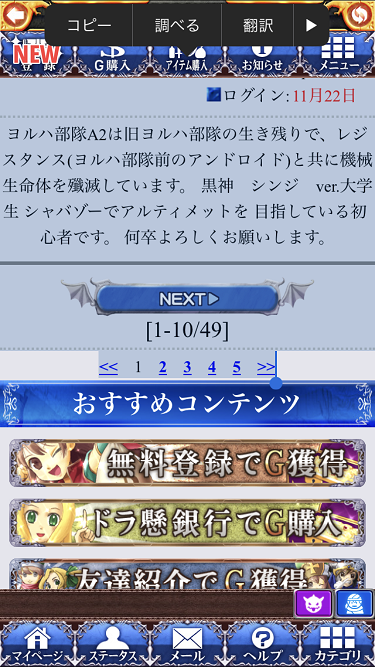 コピー 調べる 翻訳 ▶
NEW
登録 G購入 アイテム購入 お知らせ メニュー
ログイン:11月22日
ヨルハ部隊A2は旧ヨルハ部隊の生き残りで、レジ
スタンス(ヨルハ部隊前のアンドロイド)と共に機械
生命体を殲滅しています。 黒神 シンジ ver.大学
生 シャバゾーでアルティメットを 目指している初
心者です。 何卒よろしくお願いします。
NEXT▷
[1-10/49]
<< 1 2 3 4 5 >>
おすすめコンテンツ
無料登録でG獲得
ドラ懸銀行でG購入
友達紹介でG獲得
マイページ ステータス メール ヘルプ カテゴリ